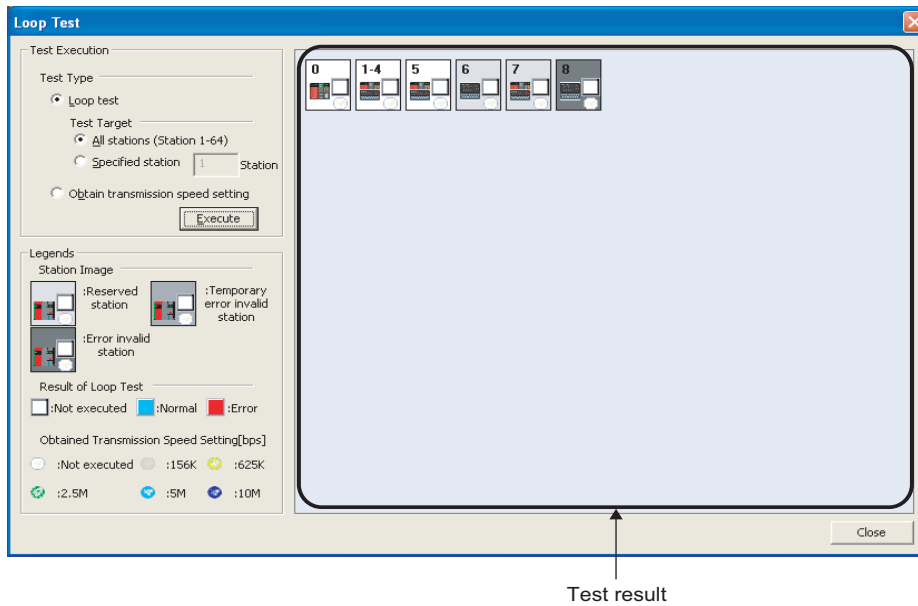 Loop Test
Test Execution
Test Type
Loop test
Test Target
All stations (Station 1-64)
Specified station 1 Station
Obtain transmission speed setting
Execute
Legends
Station Image
:Reserved station
:Temporary error invalid station
:Error invalid station
Result of Loop Test
:Not executed :Normal :Error
Obtained Transmission Speed Setting[bps]
:Not executed :156K :625K
:2.5M :5M :10M
0 1-4 5 6 7 8
Close
Test result